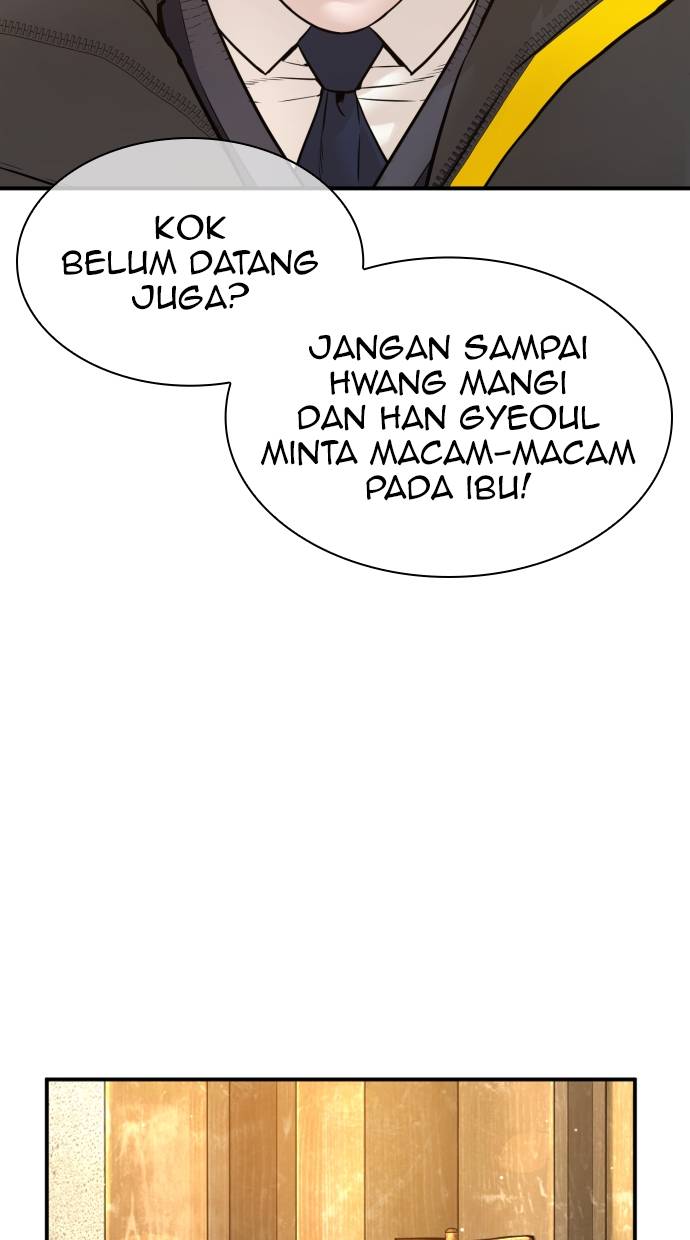 KOK
BELUM DATANG
JUGA?
JANGAN SAMPAI
HWANG MANGI
DAN HAN GYEOUL
MINTA MACAM-MACAM
PADA IBU!